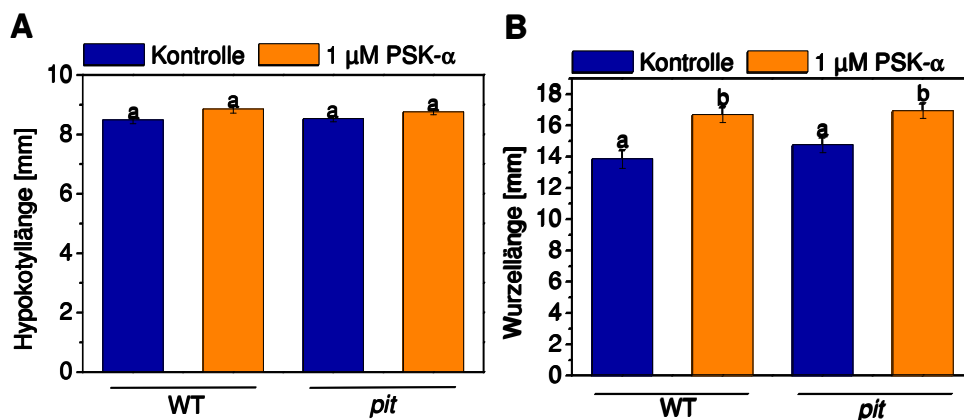 A
Kontrolle 1 µM PSK-α
Hypokotyllänge [mm]
10
8
6
4
2
0
a a a a
WT pit
B
Kontrolle 1 µM PSK-α
Wurzellänge [mm]
18
16
14
12
10
8
6
4
2
0
a b a b
WT pit